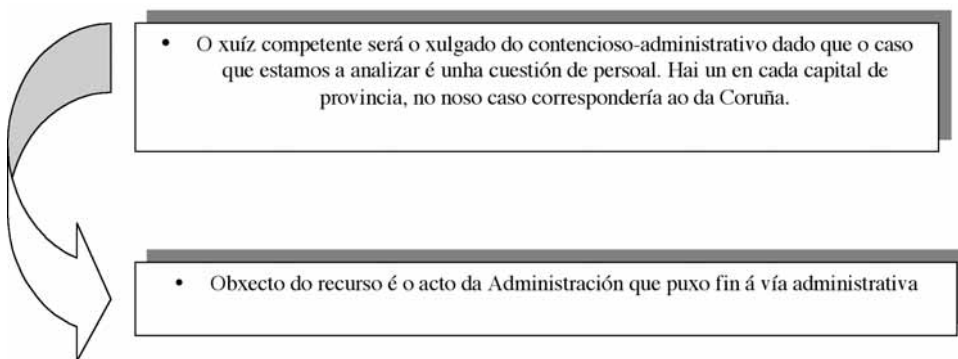 • O xuíz competente será o xulgado do contencioso-administrativo dado que o caso
que estamos a analizar é unha cuestión de persoal. Hai un en cada capital de
provincia, no noso caso correspondería ao da Coruña.
• Obxecto do recurso é o acto da Administración que puxo fin á vía administrativa